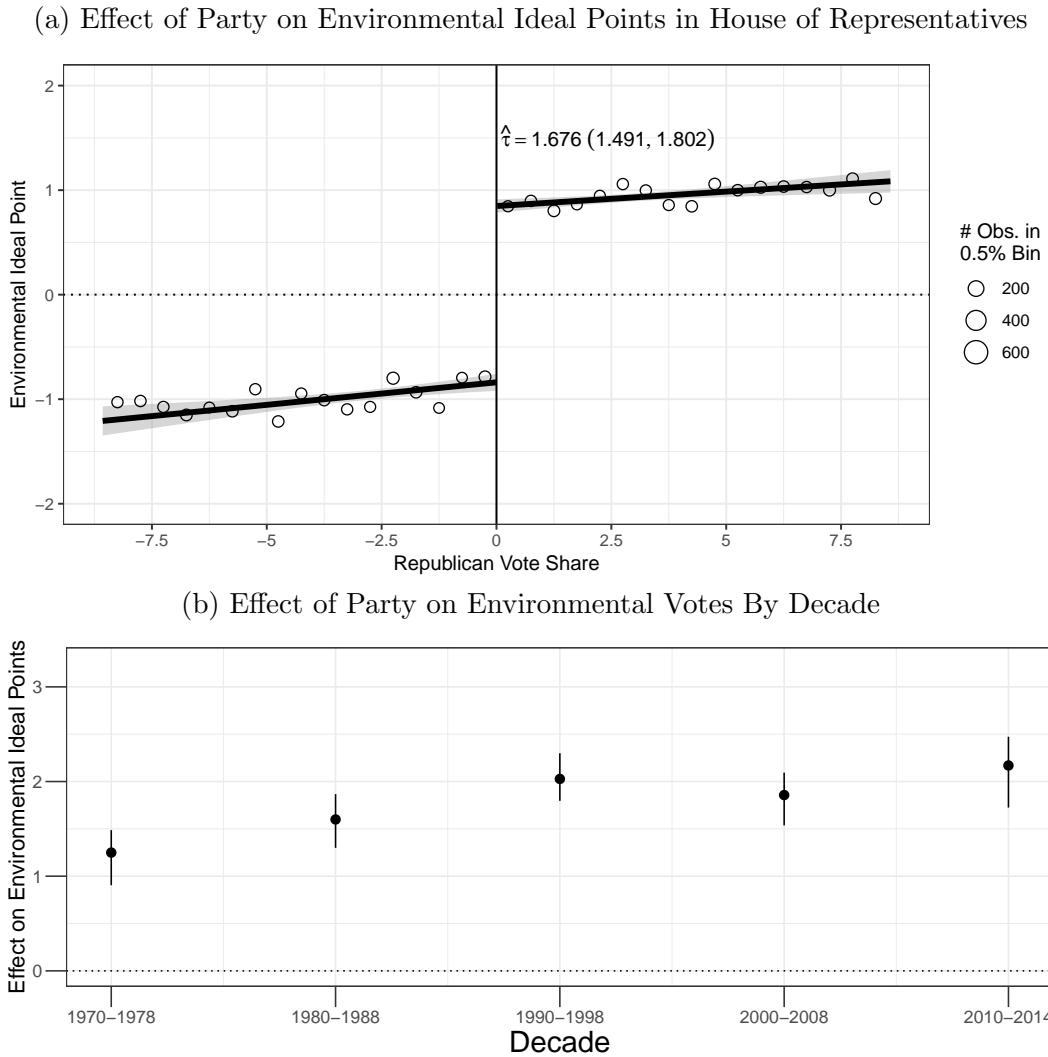 (a) Effect of Party on Environmental Ideal Points in House of Representatives
2
1
0
−1
−2
Environmental Ideal Point
τ̂ = 1.676 (1.491, 1.802)
−7.5 −5 −2.5 0 2.5 5 7.5
Republican Vote Share
# Obs. in
0.5% Bin
200
400
600
(b) Effect of Party on Environmental Votes By Decade
3
2
1
0
Effect on Environmental Ideal Points
1970−1978 1980−1988 1990−1998 2000−2008 2010−2014
Decade